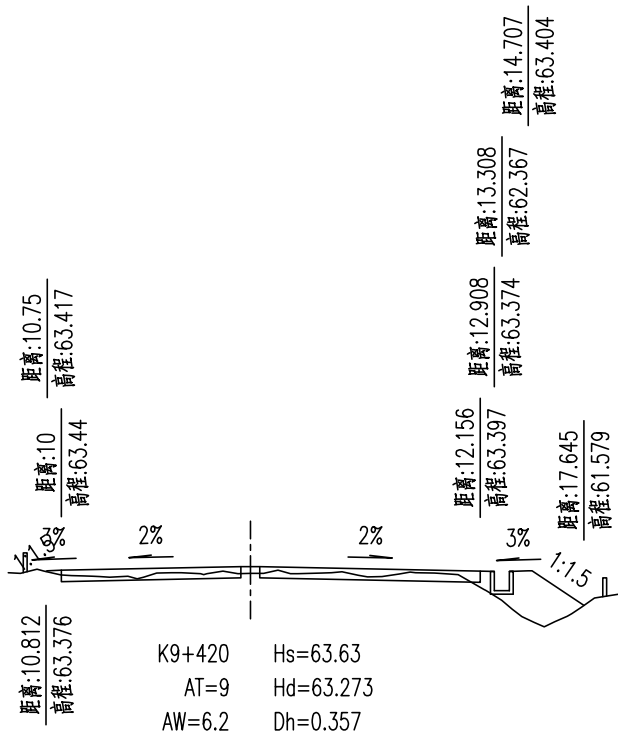 距离:14.707
高程:63.404
距离:13.308
高程:62.367
距离:10.75
高程:63.417
距离:12.908
高程:63.374
距离:10
高程:63.44
距离:12.156
高程:63.397
距离:17.645
高程:61.579
3%
1:1.5
2%
2%
3%
1:1.5
距离:10.812
高程:63.376
K9+420 Hs=63.63
AT=9 Hd=63.273
AW=6.2 Dh=0.357